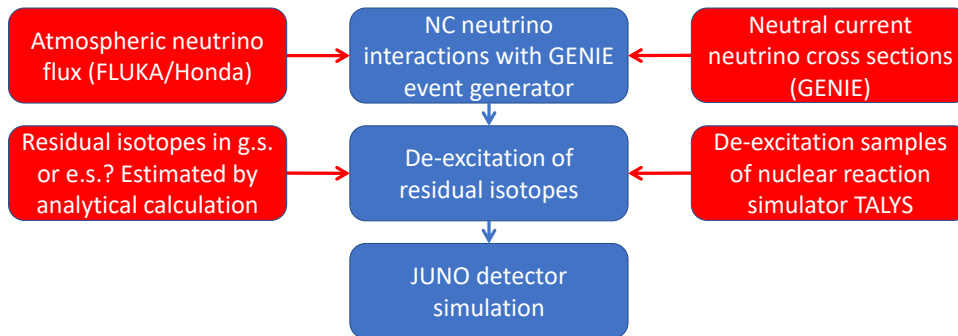 Atmospheric neutrino
flux (FLUKA/Honda)
NC neutrino
interactions with GENIE
event generator
Neutral current
neutrino cross sections
(GENIE)
Residual isotopes in g.s.
or e.s.? Estimated by
analytical calculation
De-excitation of
residual isotopes
De-excitation samples
of nuclear reaction
simulator TALYS
JUNO detector
simulation